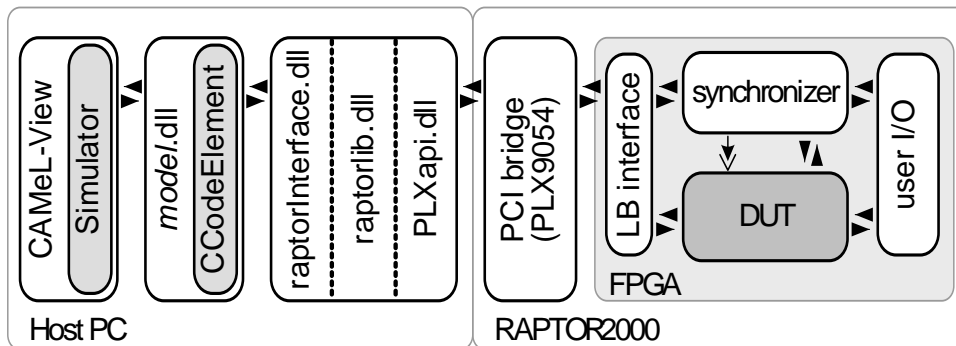 CAMeL-View
Simulator
model.dll
CCodeElement
raptorInterface.dll
raptorlib.dll
PLXapi.dll
Host PC
PCI bridge
(PLX9054)
LB interface
synchronizer
DUT
user I/O
FPGA
RAPTOR2000